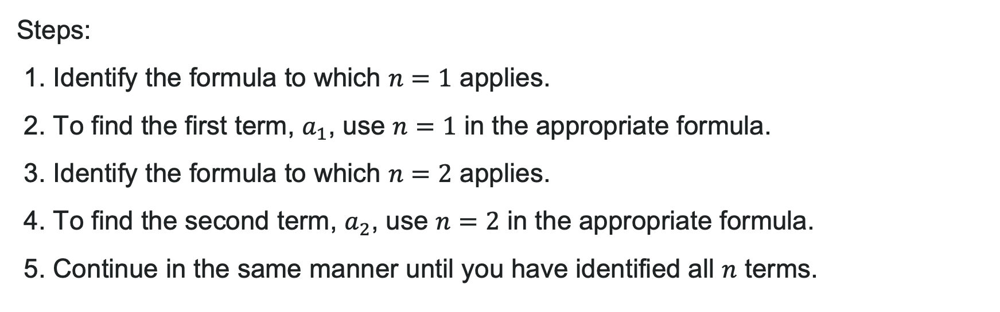 Steps:
1. Identify the formula to which n = 1 applies.
2. To find the first term, a₁, use n = 1 in the appropriate formula.
3. Identify the formula to which n = 2 applies.
4. To find the second term, a₂, use n = 2 in the appropriate formula.
5. Continue in the same manner until you have identified all n terms.